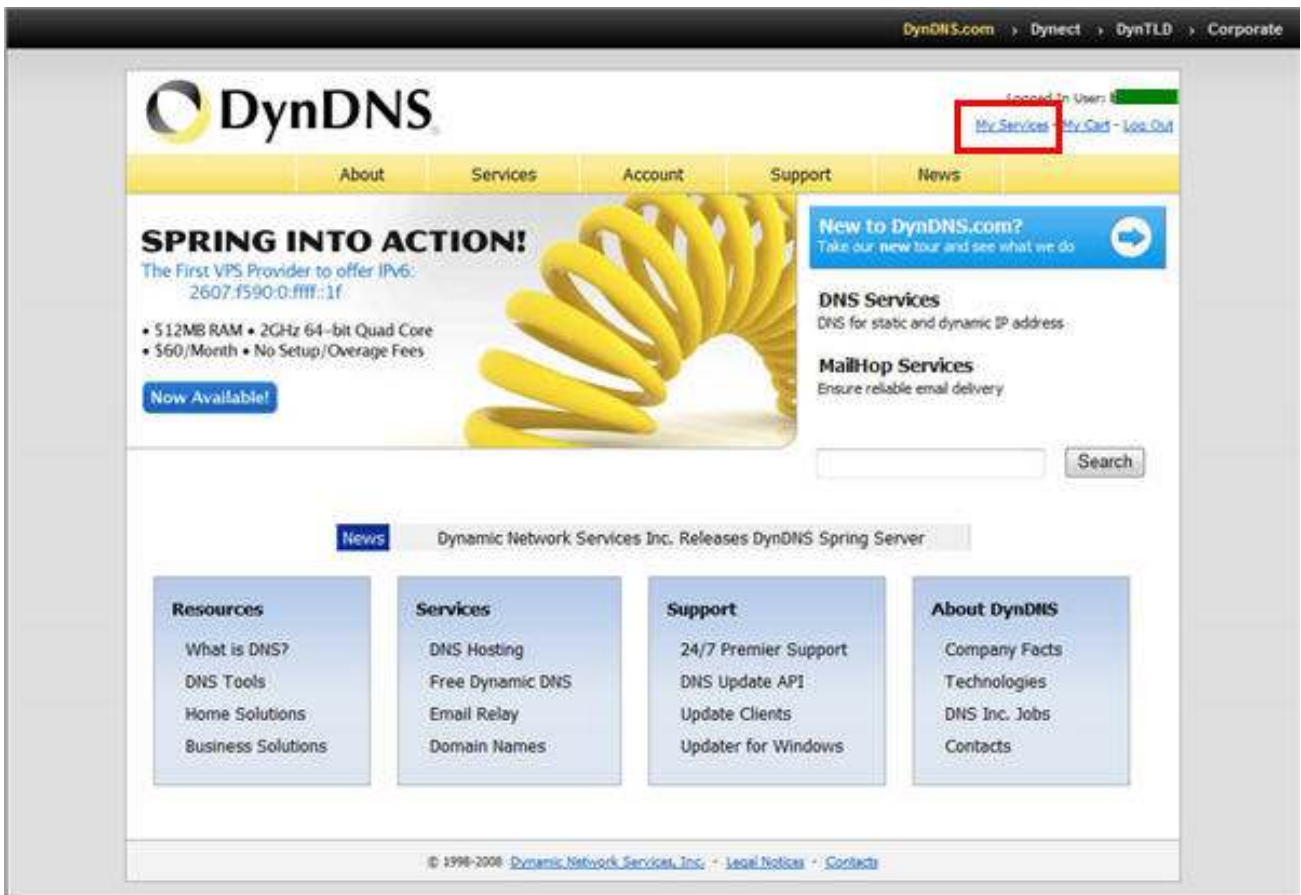 DynDNS.com › Dynect › DynTLD › Corporate
DynDNS
Logged In User:
My Services - My Cart - Log Out
About Services Account Support News
SPRING INTO ACTION!
The First VPS Provider to offer IPv6:
2607:f590:0:ffff::1f
• 512MB RAM • 2GHz 64-bit Quad Core
• $60/Month • No Setup/Overage Fees
Now Available!
New to DynDNS.com?
Take our new tour and see what we do
DNS Services
DNS for static and dynamic IP address
MailHop Services
Ensure reliable email delivery
Search
News Dynamic Network Services Inc. Releases DynDNS Spring Server
Resources
What is DNS?
DNS Tools
Home Solutions
Business Solutions
Services
DNS Hosting
Free Dynamic DNS
Email Relay
Domain Names
Support
24/7 Premier Support
DNS Update API
Update Clients
Updater for Windows
About DynDNS
Company Facts
Technologies
DNS Inc. Jobs
Contacts
© 1998-2008 Dynamic Network Services, Inc. - Legal Notices - Contacts